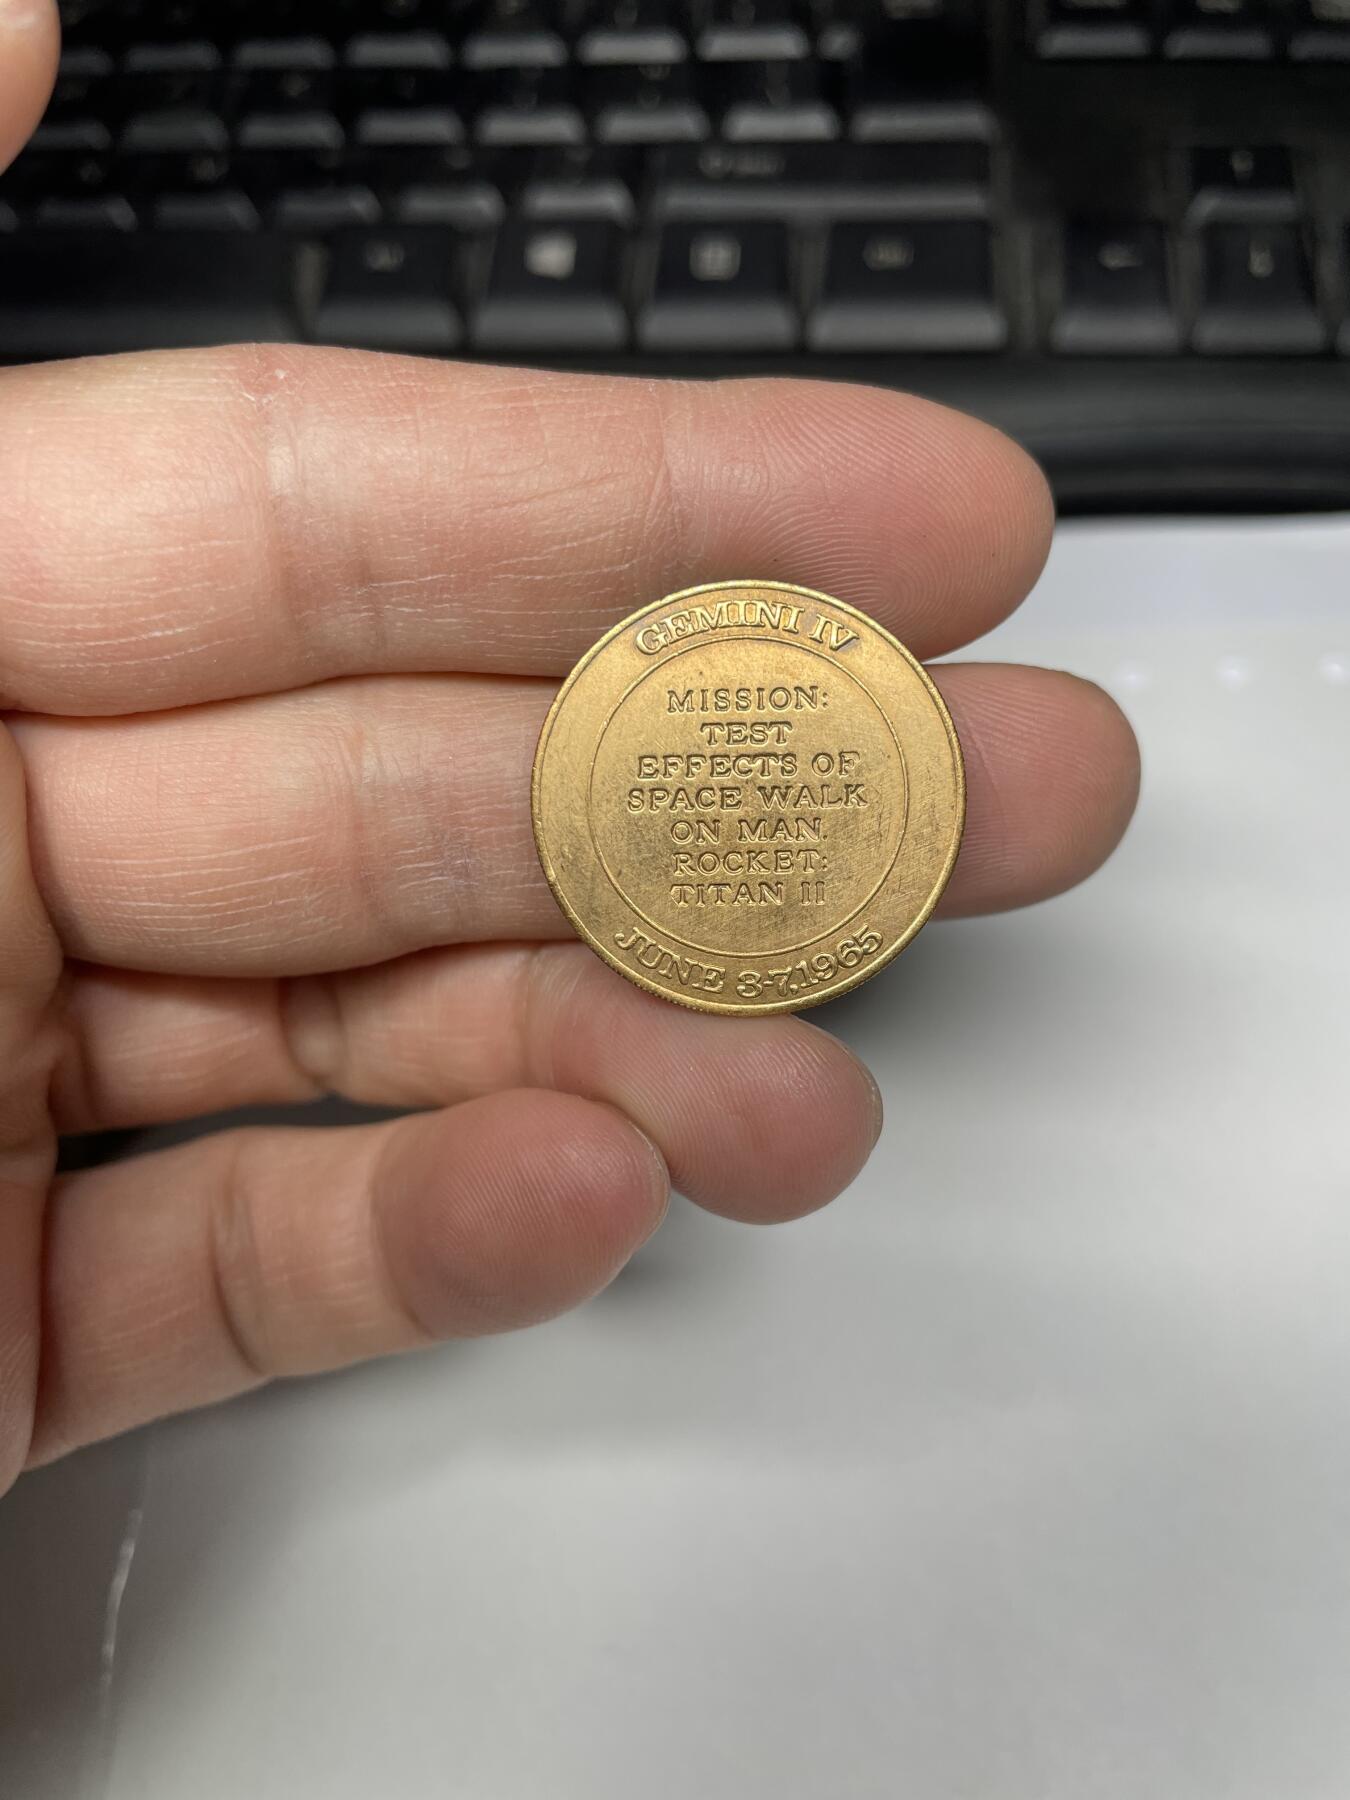 GEMINI IV
MISSION:
TEST
EFFECTS OF
SPACE WALK
ON MAN.
ROCKET:
TITAN II
JUNE 3-7, 1965